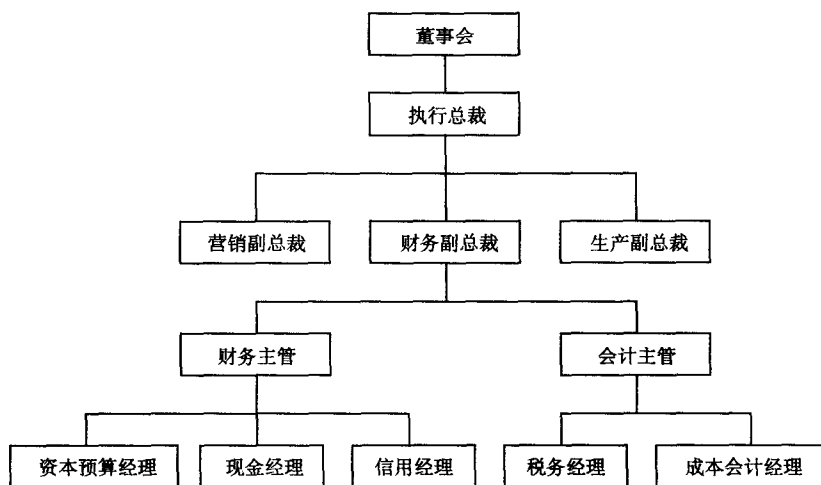 董事会
执行总裁
营销副总裁
财务副总裁
生产副总裁
财务主管
会计主管
资本预算经理
现金经理
信用经理
税务经理
成本会计经理